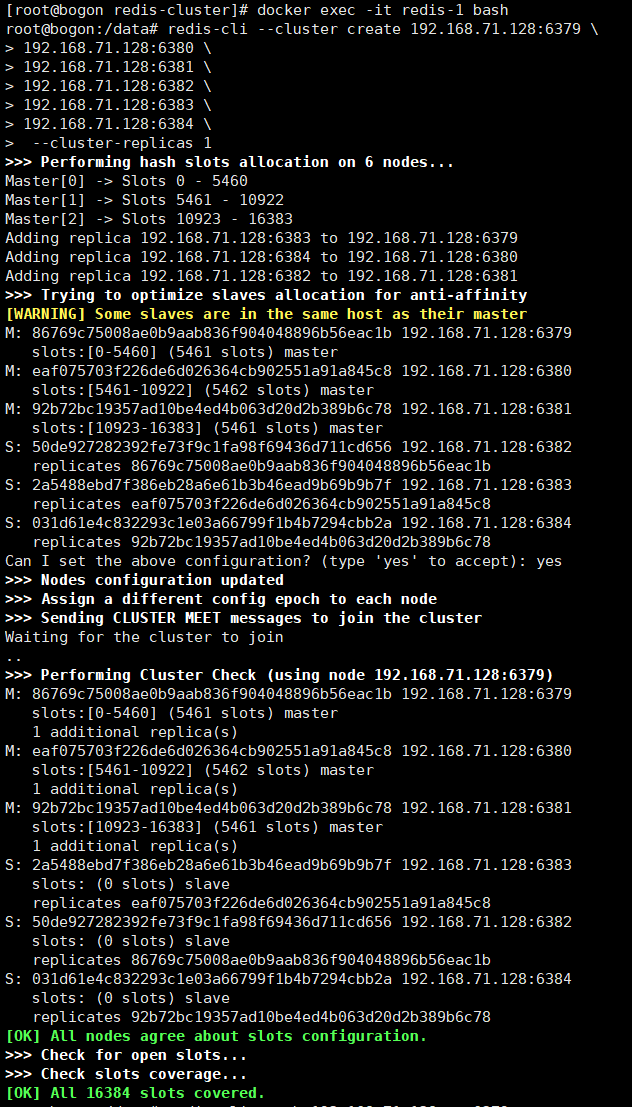 [root@bogon redis-cluster]# docker exec -it redis-1 bash
root@bogon:/data# redis-cli --cluster create 192.168.71.128:6379 \
> 192.168.71.128:6380 \
> 192.168.71.128:6381 \
> 192.168.71.128:6382 \
> 192.168.71.128:6383 \
> 192.168.71.128:6384 \
>  --cluster-replicas 1
>>> Performing hash slots allocation on 6 nodes...
Master[0] -> Slots 0 - 5460
Master[1] -> Slots 5461 - 10922
Master[2] -> Slots 10923 - 16383
Adding replica 192.168.71.128:6383 to 192.168.71.128:6379
Adding replica 192.168.71.128:6384 to 192.168.71.128:6380
Adding replica 192.168.71.128:6382 to 192.168.71.128:6381
>>> Trying to optimize slaves allocation for anti-affinity
[WARNING] Some slaves are in the same host as their master
M: 86769c75008ae0b9aab836f904048896b56eac1b 192.168.71.128:6379
   slots:[0-5460] (5461 slots) master
M: eaf075703f226de6d026364cb902551a91a845c8 192.168.71.128:6380
   slots:[5461-10922] (5462 slots) master
M: 92b72bc19357ad10be4ed4b063d20d2b389b6c78 192.168.71.128:6381
   slots:[10923-16383] (5461 slots) master
S: 50de927282392fe73f9c1fa98f69436d711cd656 192.168.71.128:6382
   replicates 86769c75008ae0b9aab836f904048896b56eac1b
S: 2a5488ebd7f386eb28a6e61b3b46ead9b69b9b7f 192.168.71.128:6383
   replicates eaf075703f226de6d026364cb902551a91a845c8
S: 031d61e4c832293c1e03a66799f1b4b7294cbb2a 192.168.71.128:6384
   replicates 92b72bc19357ad10be4ed4b063d20d2b389b6c78
Can I set the above configuration? (type 'yes' to accept): yes
>>> Nodes configuration updated
>>> Assign a different config epoch to each node
>>> Sending CLUSTER MEET messages to join the cluster
Waiting for the cluster to join
..
>>> Performing Cluster Check (using node 192.168.71.128:6379)
M: 86769c75008ae0b9aab836f904048896b56eac1b 192.168.71.128:6379
   slots:[0-5460] (5461 slots) master
   1 additional replica(s)
M: eaf075703f226de6d026364cb902551a91a845c8 192.168.71.128:6380
   slots:[5461-10922] (5462 slots) master
   1 additional replica(s)
M: 92b72bc19357ad10be4ed4b063d20d2b389b6c78 192.168.71.128:6381
   slots:[10923-16383] (5461 slots) master
   1 additional replica(s)
S: 2a5488ebd7f386eb28a6e61b3b46ead9b69b9b7f 192.168.71.128:6383
   slots: (0 slots) slave
   replicates eaf075703f226de6d026364cb902551a91a845c8
S: 50de927282392fe73f9c1fa98f69436d711cd656 192.168.71.128:6382
   slots: (0 slots) slave
   replicates 86769c75008ae0b9aab836f904048896b56eac1b
S: 031d61e4c832293c1e03a66799f1b4b7294cbb2a 192.168.71.128:6384
   slots: (0 slots) slave
   replicates 92b72bc19357ad10be4ed4b063d20d2b389b6c78
[OK] All nodes agree about slots configuration.
>>> Check for open slots...
>>> Check slots coverage...
[OK] All 16384 slots covered.